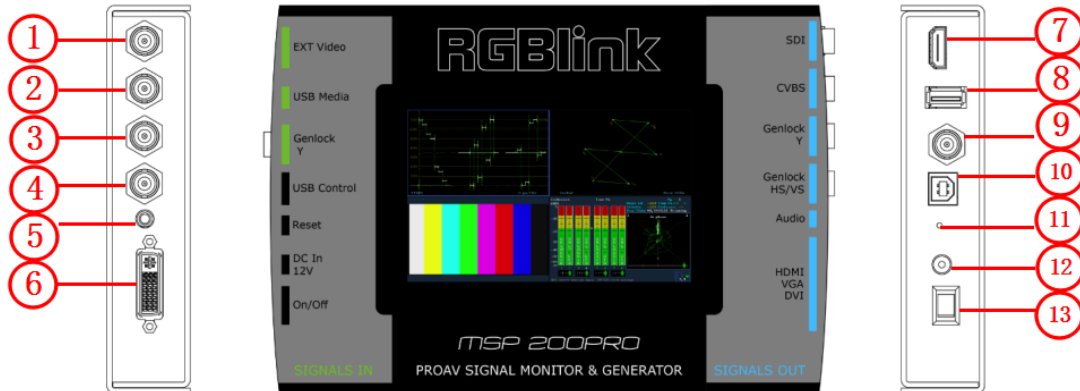 1
2
3
4
5
6
RGBlink
EXT Video
USB Media
Genlock
Y
USB Control
Reset
DC In
12V
On/Off
SIGNALS IN
MSP 200PRO
PROAV SIGNAL MONITOR & GENERATOR
SDI
CVBS
Genlock
Y
Genlock
HS/VS
Audio
HDMI
VGA
DVI
SIGNALS OUT
7
8
9
10
11
12
13